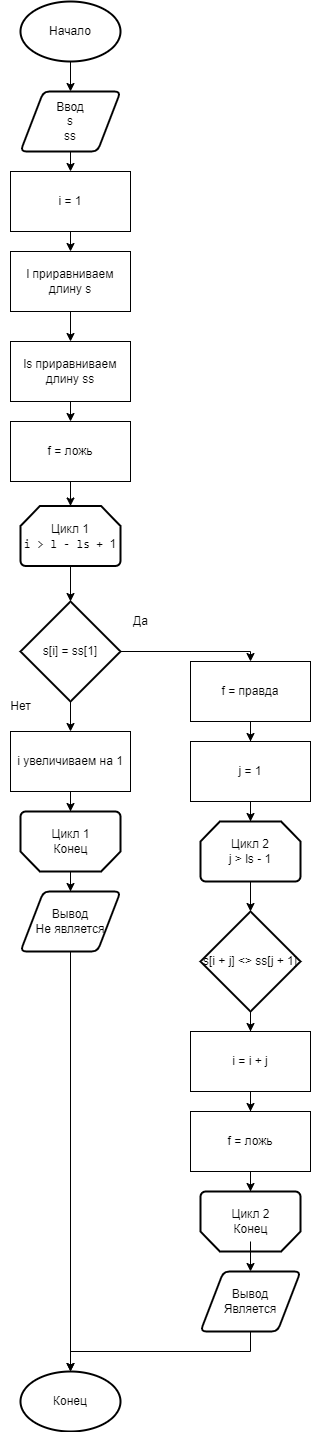 Начало
Ввод
s
ss
i = 1
l приравниваем
длину s
ls приравниваем
длину ss
f = ложь
Цикл 1
i > l - ls + 1
s[i] = ss[1]
Да
Нет
i увеличиваем на 1
Цикл 1
Конец
Вывод
Не является
f = правда
j = 1
Цикл 2
j > ls - 1
s[i + j] <> ss[j + 1]
i = i + j
f = ложь
Цикл 2
Конец
Вывод
Является
Конец